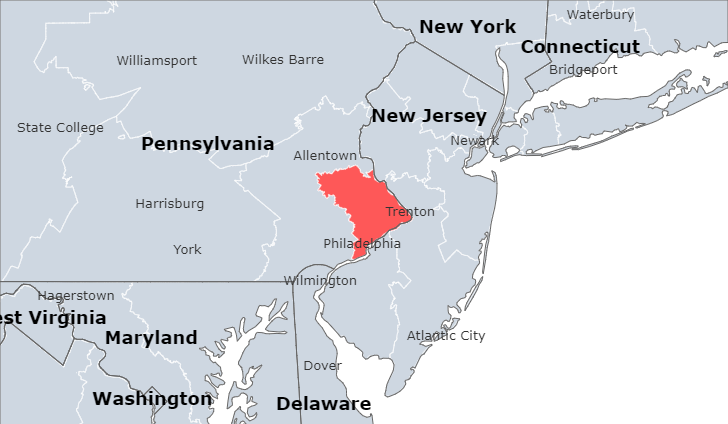 Waterbury
New York
Connecticut
Williamsport
Wilkes Barre
Bridgeport
New Jersey
State College
Newark
Pennsylvania
Allentown
Harrisburg
Trenton
Philadelphia
York
Wilmington
Hagerstown
est Virginia
Maryland
Atlantic City
Dover
Washington
Delaware